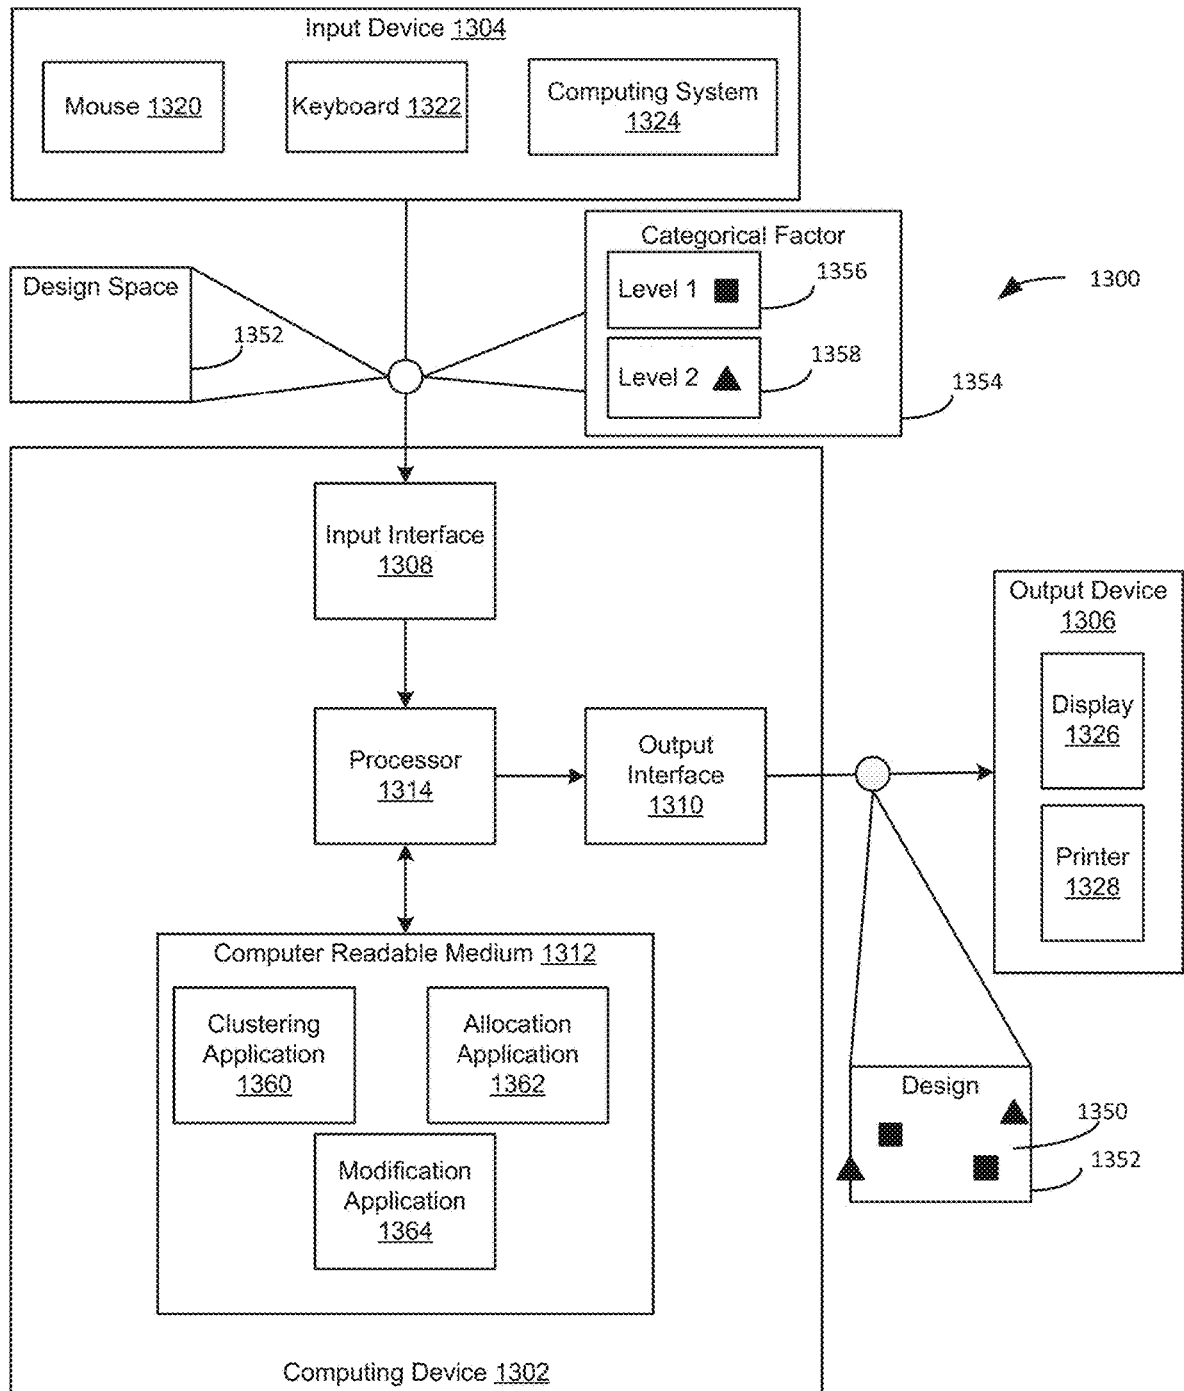 Input Device 1304
Mouse 1320
Keyboard 1322
Computing System
1324
Categorical Factor
Level 1
1356
Level 2
1358
1354
1300
Design Space
1352
Input Interface
1308
Processor
1314
Output
Interface
1310
Output Device
1306
Display
1326
Printer
1328
Computer Readable Medium 1312
Clustering
Application
1360
Allocation
Application
1362
Modification
Application
1364
Design
1350
1352
Computing Device 1302